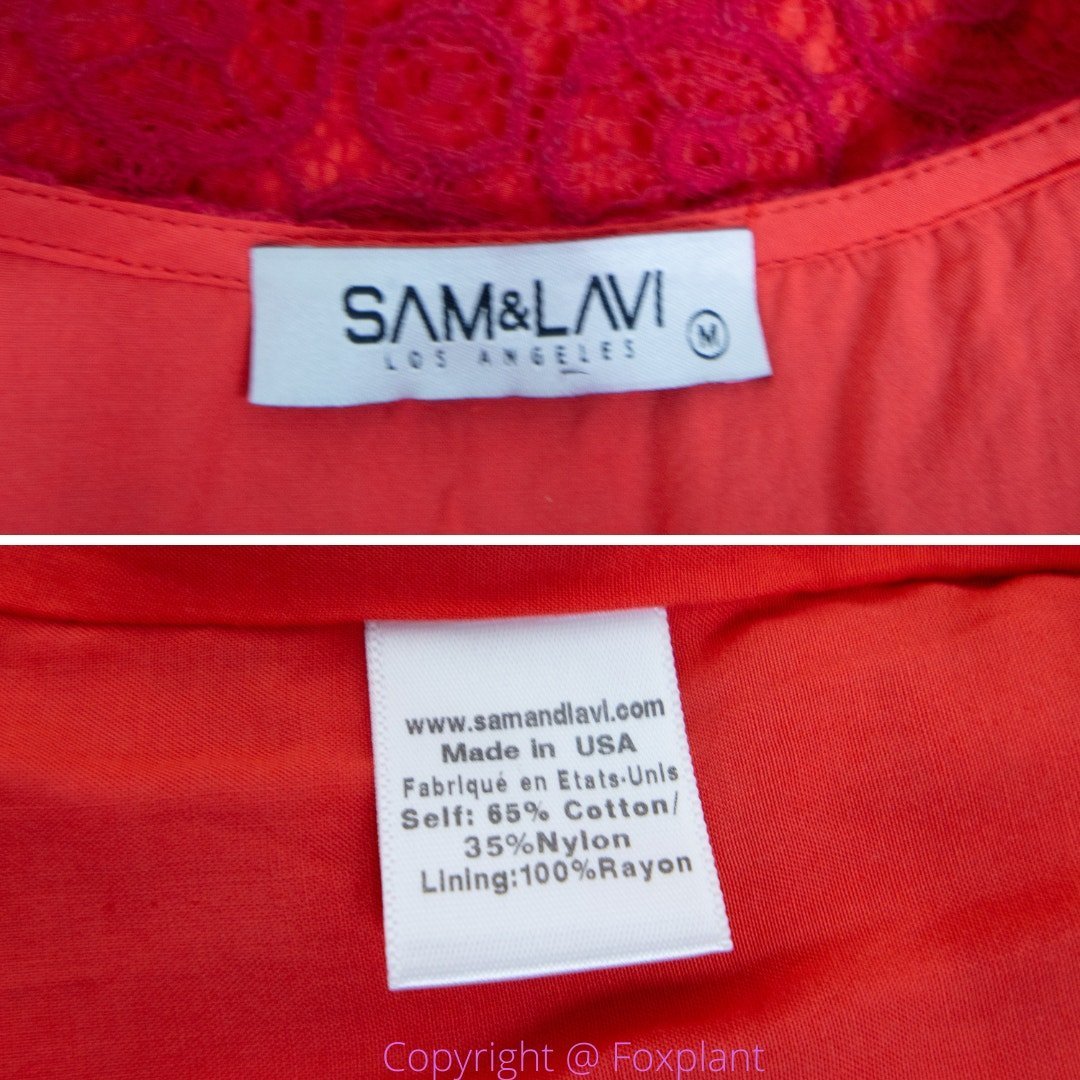 SAM&LAVI
LOS ANGELES
M
www.samandlavi.com
Made in USA
Fabriqué en Etats-Unis
Self: 65% Cotton/
35%Nylon
Lining:100%Rayon
Copyright @ Foxplant